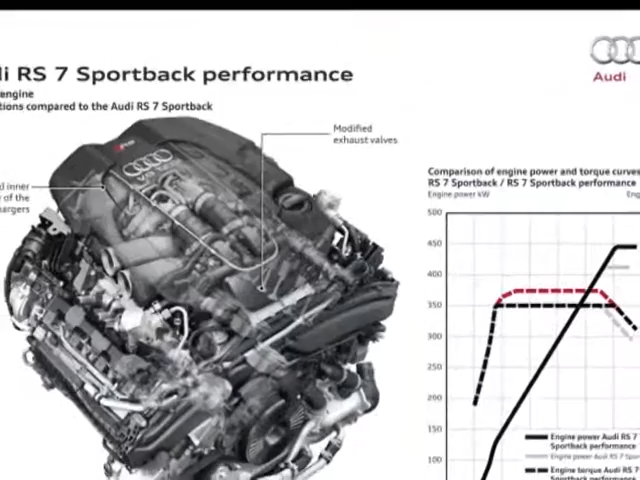 di RS 7 Sportback performance
engine
tions compared to the Audi RS 7 Sportback
Audi
Modified
exhaust valves
d inner
of the
hargers
Comparison of engine power and torque curves
RS 7 Sportback / RS 7 Sportback performance
Engine power kW
Eng
500
450
400
350
300
250
200
150
100
Engine power Audi RS 7
Sportback performance
Engine power Audi RS 7 Spor
Engine torque Audi RS 7
Sportback performance